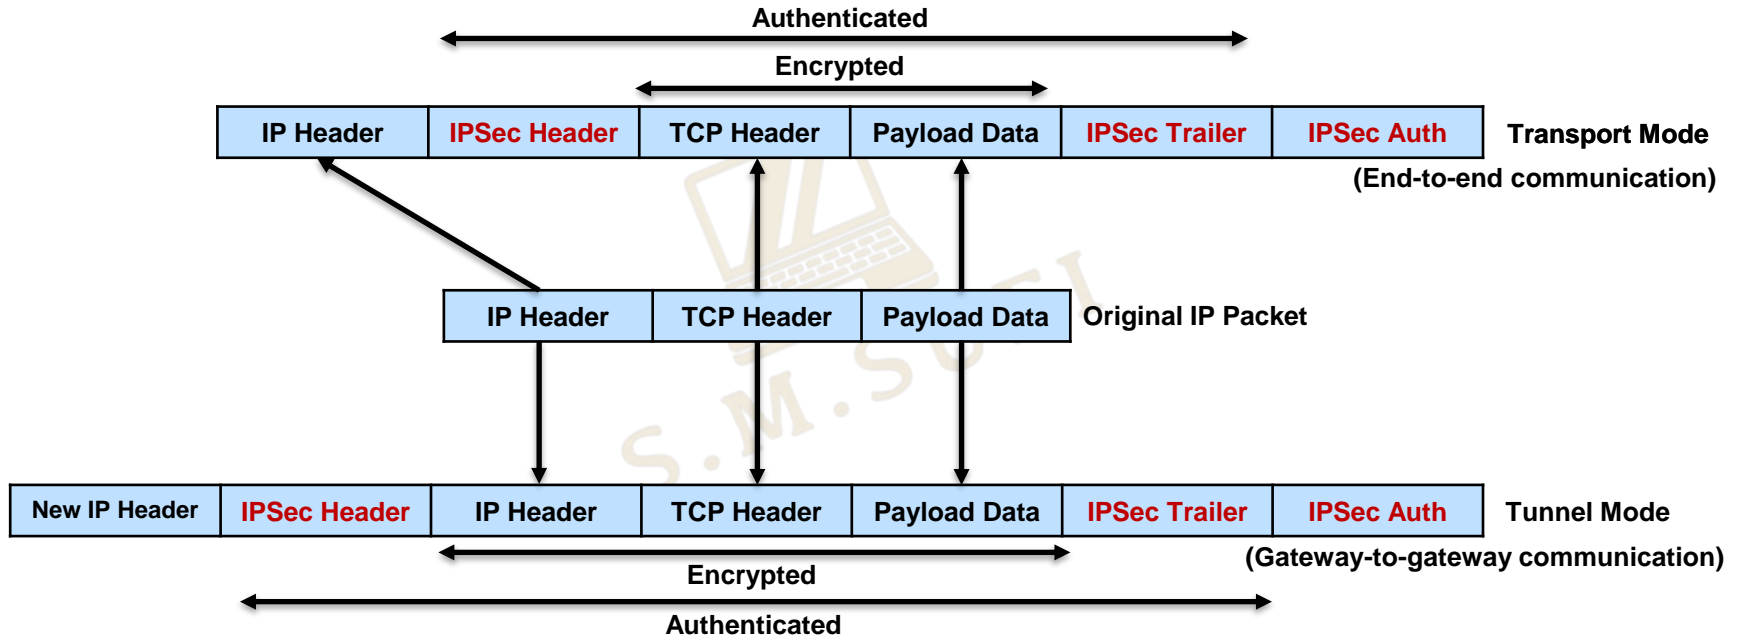 Authenticated
Encrypted
IP Header IPSec Header TCP Header Payload Data IPSec Trailer IPSec Auth Transport Mode
(End-to-end communication)
IP Header TCP Header Payload Data Original IP Packet
S.M.SUFI
New IP Header IPSec Header IP Header TCP Header Payload Data IPSec Trailer IPSec Auth Tunnel Mode
(Gateway-to-gateway communication)
Encrypted
Authenticated